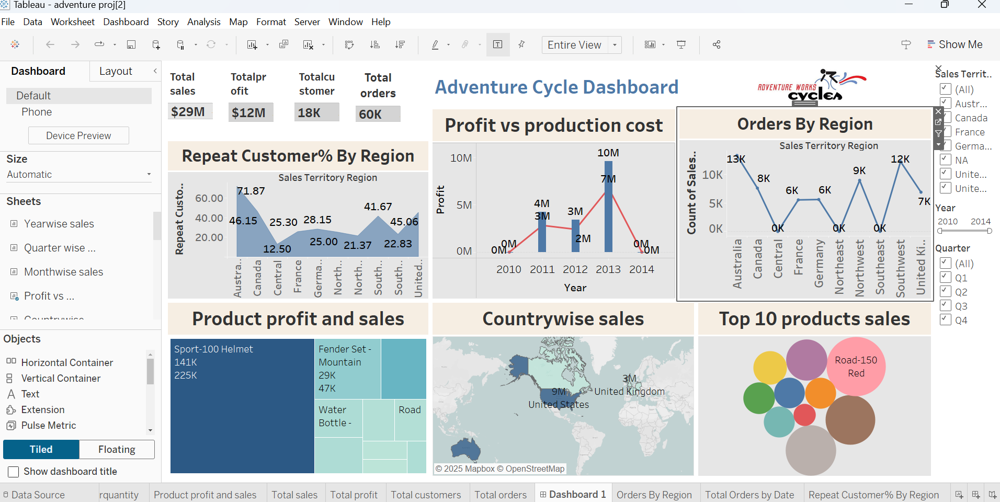 Tableau - adventure proj[2]
File Data Worksheet Dashboard Story Analysis Map Format Server Window Help
Entire View
Show Me
Dashboard Layout
Default
Phone
Device Preview
Size
Automatic
Sheets
Yearwise sales
Quarter wise ...
Monthwise sales
Profit vs ...
Countrywise
Objects
Horizontal Container
Vertical Container
Text
Extension
Pulse Metric
Tiled Floating
Show dashboard title
Total
sales
$29M
Totalpr
ofit
$12M
Totalcu
stomer
18K
Total
orders
60K
Adventure Cycle Dashboard
ADVENTURE WORKS
cycles
Repeat Customer% By Region
Sales Territory Region
Repeat Custo..
60.00
40.00
20.00
71.87
46.15
12.50
25.30
28.15
25.00
21.37
41.67
22.83
45.06
Austra..
Canada
Central
France
Germa..
North..
North..
South..
South..
United..
Profit vs production cost
Profit
10M
5M
0M
0M
0M
4M
3M
3M
2M
10M
7M
0M
0M
2010 2011 2012 2013 2014
Year
Orders By Region
Sales Territory Region
Count of Sales..
10K
5K
0K
13K
8K
0K
6K
6K
0K
9K
0K
12K
7K
Australia
Canada
Central
France
Germany
Northeast
Northwest
Southeast
Southwest
United Ki..
Sales Territ..
(All)
Austr...
Canada
France
Germa...
NA
Unite...
Unite...
Year
2010 2014
Quarter
(All)
Q1
Q2
Q3
Q4
Product profit and sales
Sport-100 Helmet
141K
225K
Fender Set -
Mountain
29K
47K
Water
Bottle -
Road
Countrywise sales
9M
United States
3M
United Kingdom
© 2025 Mapbox © OpenStreetMap
Top 10 products sales
Road-150
Red
Data Source rquantity Product profit and sales Total sales Total profit Total customers Total orders Dashboard 1 Orders By Region Total Orders by Date Repeat Customer% By Region